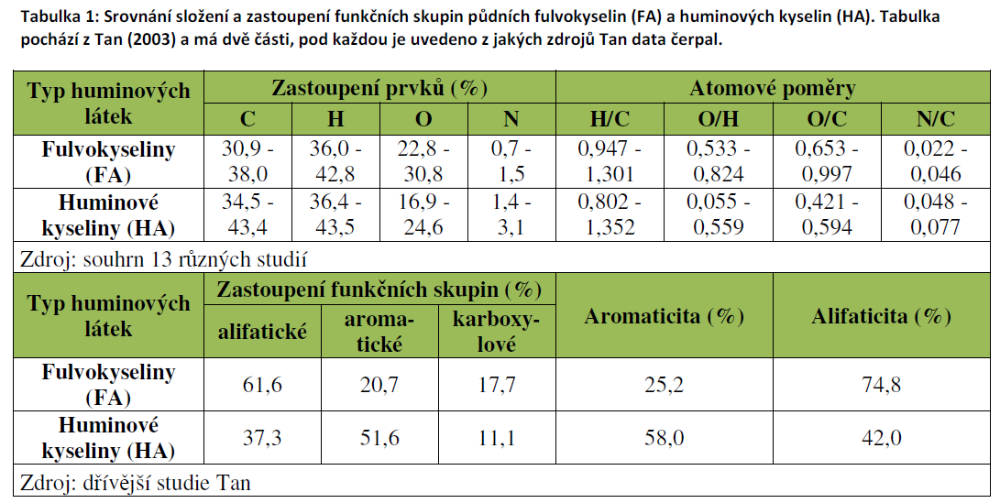 Tabulka 1: Srovnání složení a zastoupení funkčních skupin půdních fulvokyselin (FA) a huminových kyselin (HA). Tabulka
pochází z Tan (2003) a má dvě části, pod každou je uvedeno z jakých zdrojů Tan data čerpal.
Typ huminových látek Zastoupení prvků (%) Atomové poměry
C H O N H/C O/H O/C N/C
Fulvokyseliny 30,9 - 36,0 - 22,8 - 0,7 - 0,947 - 0,533 - 0,653 - 0,022 -
(FA) 38,0 42,8 30,8 1,5 1,301 0,824 0,997 0,046
Huminové 34,5 - 36,4 - 16,9 - 1,4 - 0,802 - 0,055 - 0,421 - 0,048 -
kyseliny (HA) 43,4 43,5 24,6 3,1 1,352 0,559 0,594 0,077
Zdroj: souhrn 13 různých studií
Typ huminových látek Zastoupení funkčních skupin (%) Aromaticita (%) Alifaticita (%)
alifatické aroma- karboxy-
tické lové
Fulvokyseliny
(FA) 61,6 20,7 17,7 25,2 74,8
Huminové
kyseliny (HA) 37,3 51,6 11,1 58,0 42,0
Zdroj: dřívější studie Tan